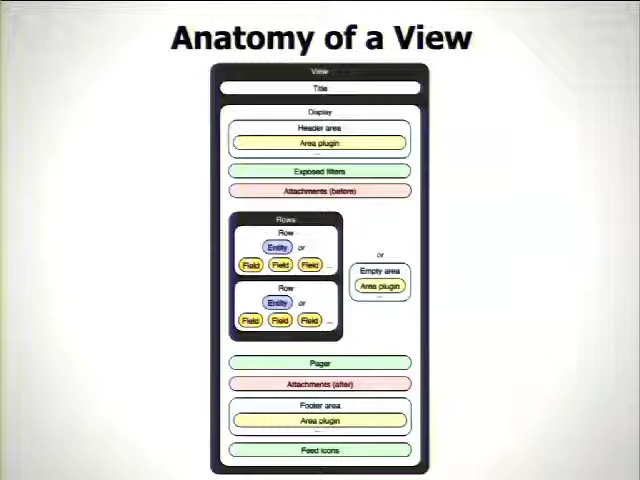 Anatomy of a View
View
Title
Display
Header area
Area plugin
...
Exposed filters
Attachments (before)
Rows
Row
Entity or
Field Field Field ...
Row
Entity or
Field Field Field ...
or
Empty area
Area plugin
...
Pager
Attachments (after)
Footer area
Area plugin
...
Feed icons